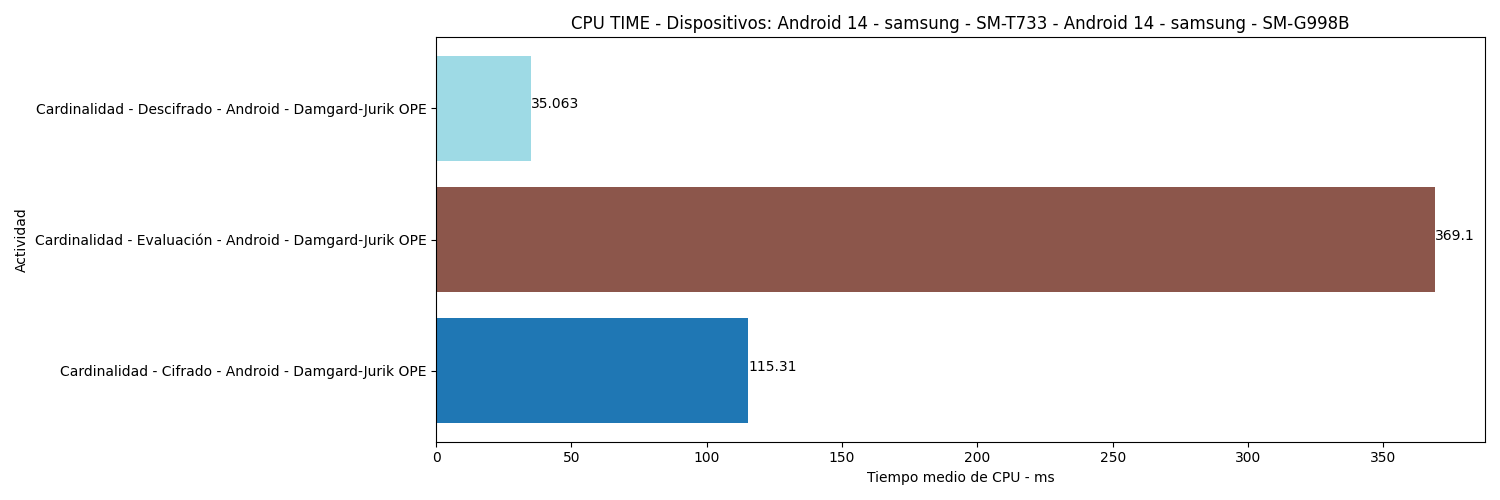 CPU TIME - Dispositivos: Android 14 - samsung - SM-T733 - Android 14 - samsung - SM-G998B
Actividad
Cardinalidad - Descifrado - Android - Damgard-Jurik OPE
35.063
Cardinalidad - Evaluación - Android - Damgard-Jurik OPE
369.1
Cardinalidad - Cifrado - Android - Damgard-Jurik OPE
115.31
0 50 100 150 200 250 300 350
Tiempo medio de CPU - ms